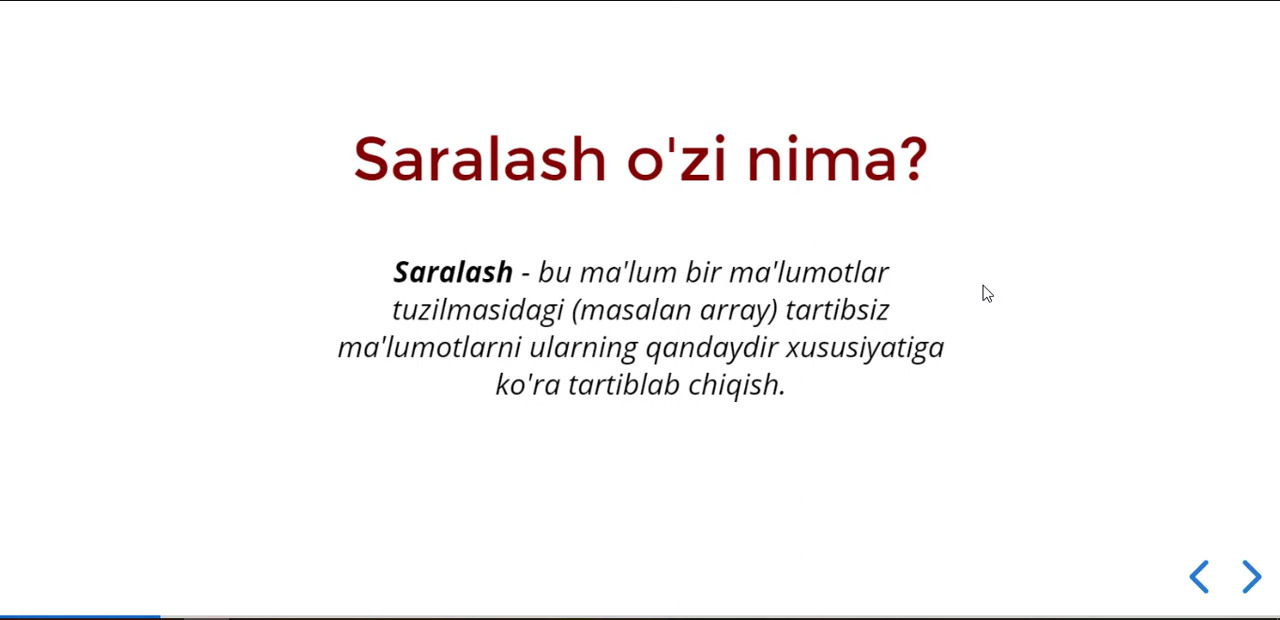 Saralash o'zi nima?
Saralash - bu ma'lum bir ma'lumotlar
tuzilmasidagi (masalan array) tartibsiz
ma'lumotlarni ularning qandaydir xususiyatiga
ko'ra tartiblab chiqish.